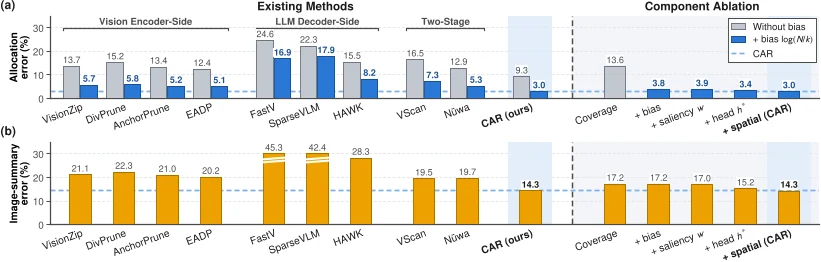 (a)
Existing Methods
Component Ablation
Vision Encoder-Side
LLM Decoder-Side
Two-Stage
Without bias
+ bias log(N/k)
CAR
Allocation
error (%)
30
20
10
0
13.7
5.7
15.2
5.8
13.4
5.2
12.4
5.1
24.6
16.9
22.3
17.9
15.5
8.2
16.5
7.3
12.9
5.3
9.3
3.0
13.6
3.8
3.9
3.4
3.0
VisionZip
DivPrune
AnchorPrune
EADP
FastV
SparseVLM
HAWK
VScan
Nüwa
CAR (ours)
Coverage
+ bias
+ saliency w
+ head h*
+ spatial (CAR)
(b)
Image-summary
error (%)
30
20
10
0
21.1
22.3
21.0
20.2
45.3
42.4
28.3
19.5
19.7
14.3
17.2
17.2
17.0
15.2
14.3
VisionZip
DivPrune
AnchorPrune
EADP
FastV
SparseVLM
HAWK
VScan
Nüwa
CAR (ours)
Coverage
+ bias
+ saliency w
+ head h*
+ spatial (CAR)